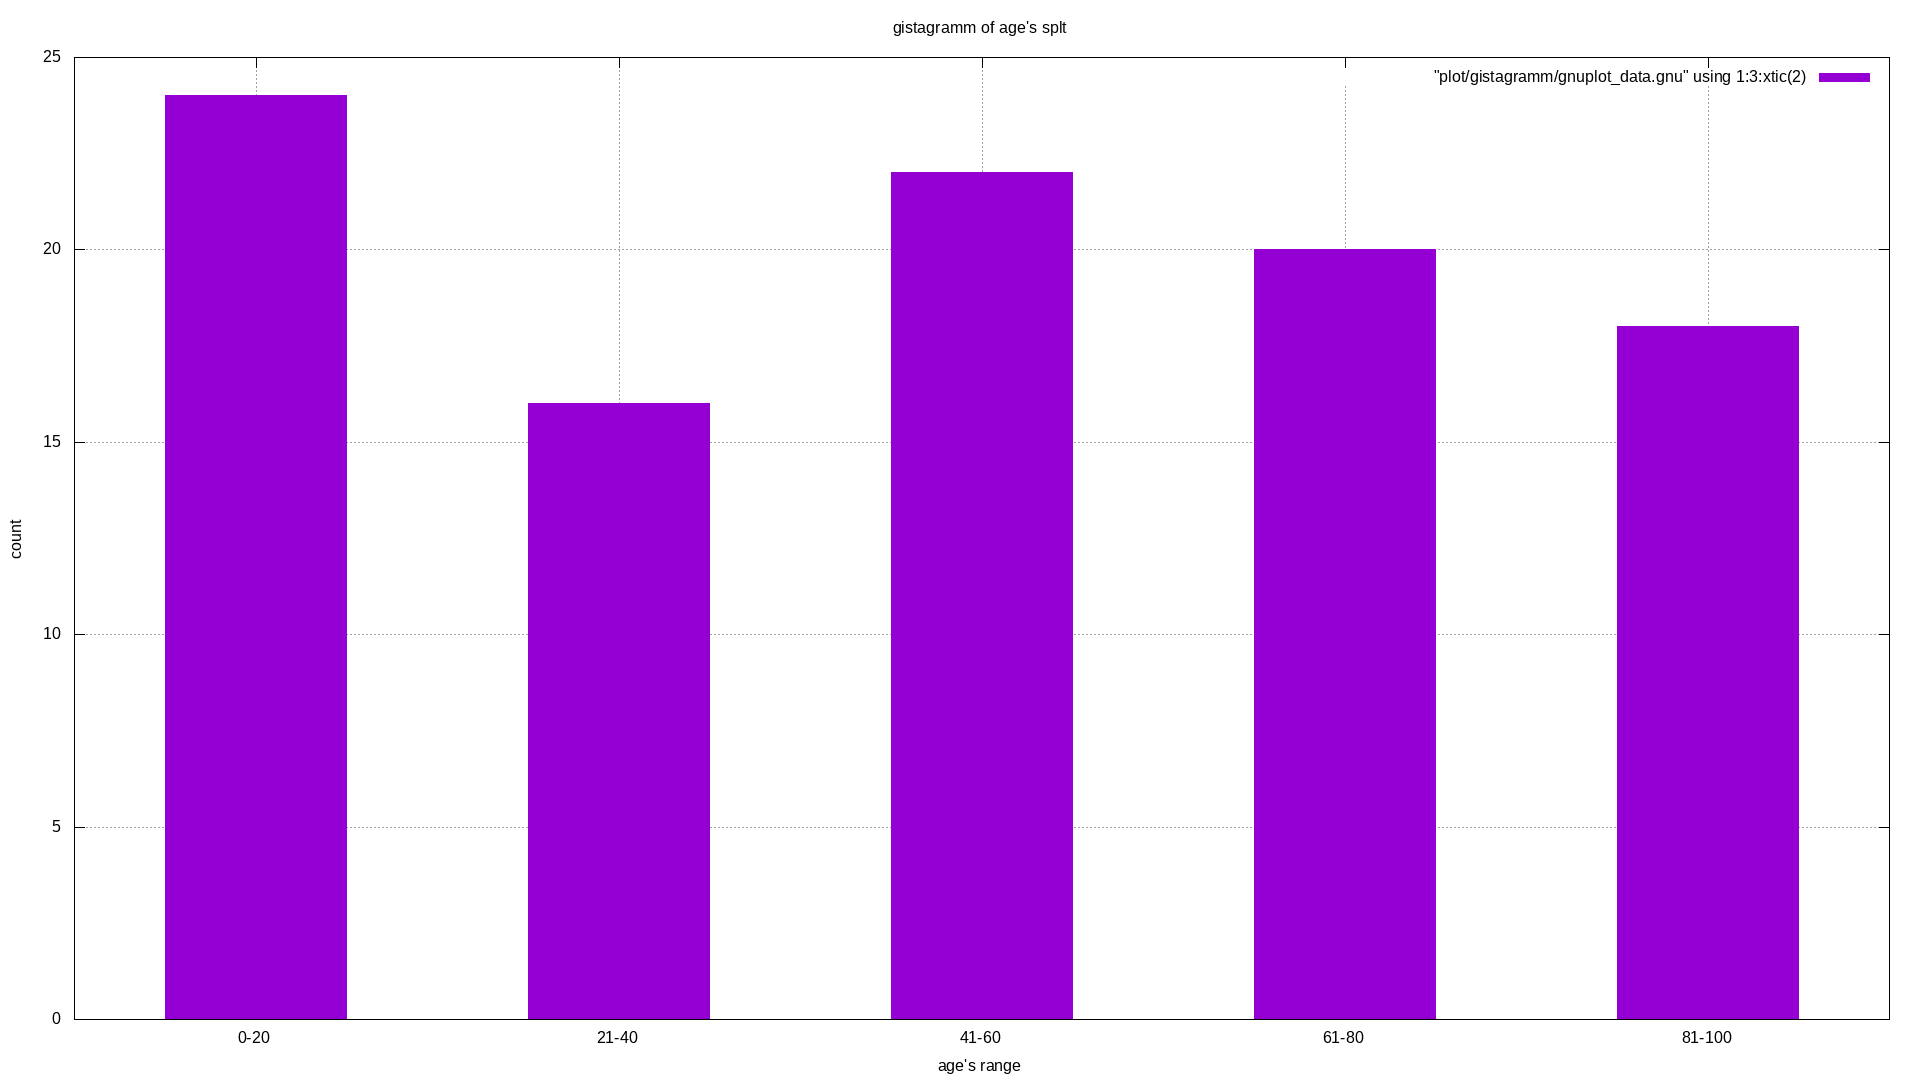 gistagramm of age's splt
"plot/gistagramm/gnuplot_data.gnu" using 1:3:xtic(2)
25
20
15
10
5
0
count
0-20 21-40 41-60 61-80 81-100
age's range